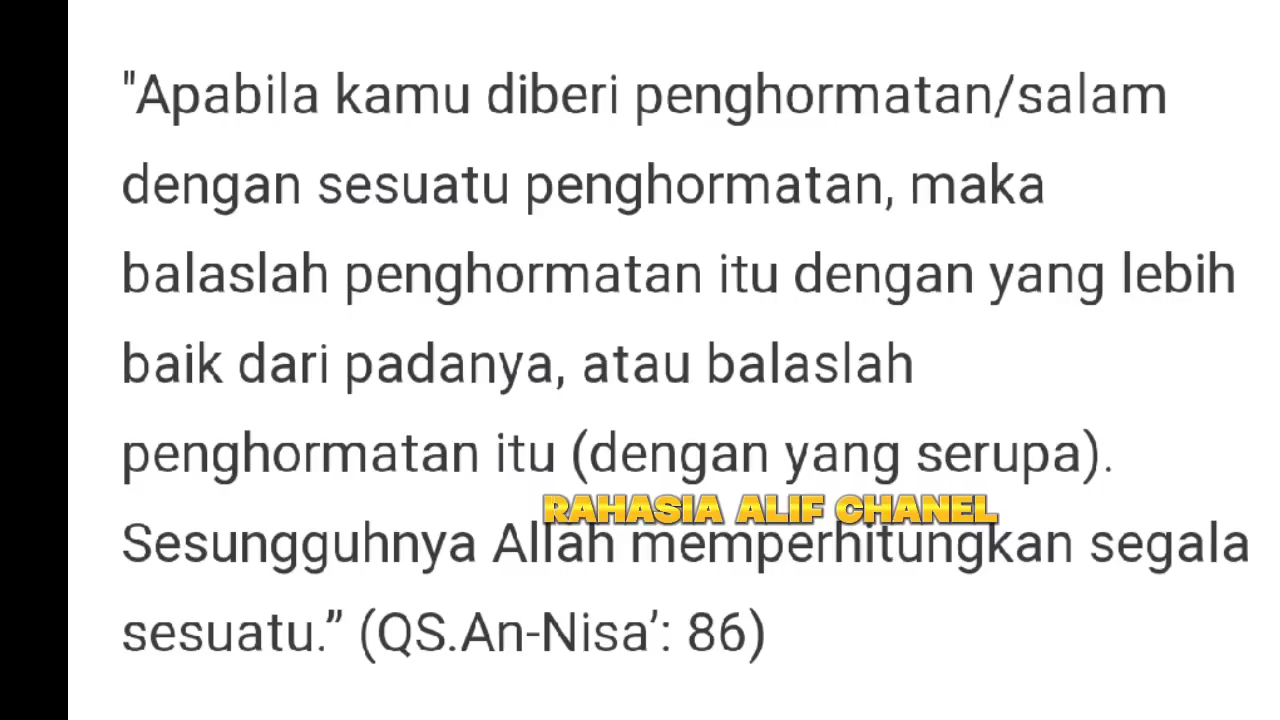 "Apabila kamu diberi penghormatan/salam
dengan sesuatu penghormatan, maka
balaslah penghormatan itu dengan yang lebih
baik dari padanya, atau balaslah
penghormatan itu (dengan yang serupa).
RAHASIA ALIF CHANEL
Sesungguhnya Allah memperhitungkan segala
sesuatu.” (QS.An-Nisa’: 86)